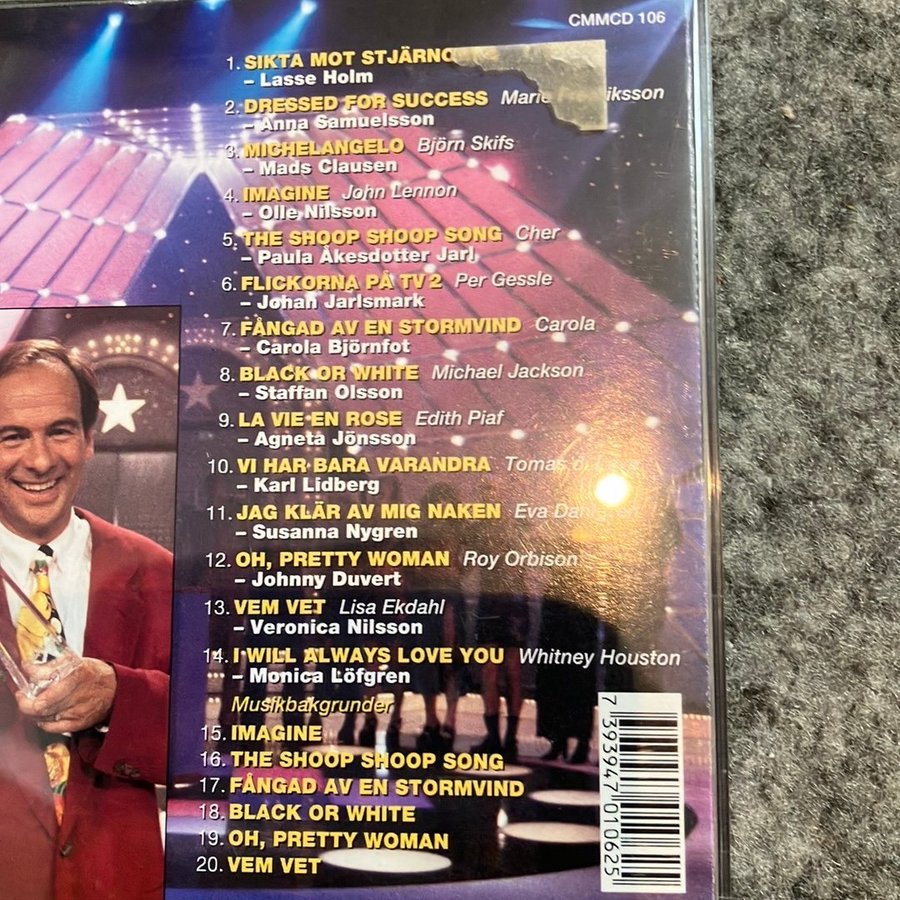 CMMCD 106
1. SIKTA MOT
– Lasse Holm
2. DRESSED FOR SUCCESS
– Anna Samuelsson
3. MICHELANGELO Björn Skifs
– Mads Clausen
4. IMAGINE John Lennon
– Olle Nilsson
5. THE SHOOP SHOOP SONG Cher
– Paula Åkesdotter Jarl
6. FLICKORNA PÅ TV2 Per Gessle
– Johan Jarlsmark
7. FÅNGAD AV EN STORMVIND Carola
– Carola Björnfot
8. BLACK OR WHITE Michael Jackson
– Staffan Olsson
9. LA VIE EN ROSE Edith Piaf
– Agneta Jönsson
10. VI HAR BARA VARANDRA Tomas
– Karl Lidberg
11. JAG KLÄR AV MIG NAKEN Eva
– Susanna Nygren
12. OH, PRETTY WOMAN Roy Orbison
– Johnny Duvert
13. VEM VET Lisa Ekdahl
– Veronica Nilsson
14. I WILL ALWAYS LOVE YOU Whitney Houston
– Monica Löfgren
Musikbakgrunder
15. IMAGINE
16. THE SHOOP SHOOP SONG
17. FÅNGAD AV EN STORMVIND
18. BLACK OR WHITE
19. OH, PRETTY WOMAN
20. VEM VET
7 393947 010625